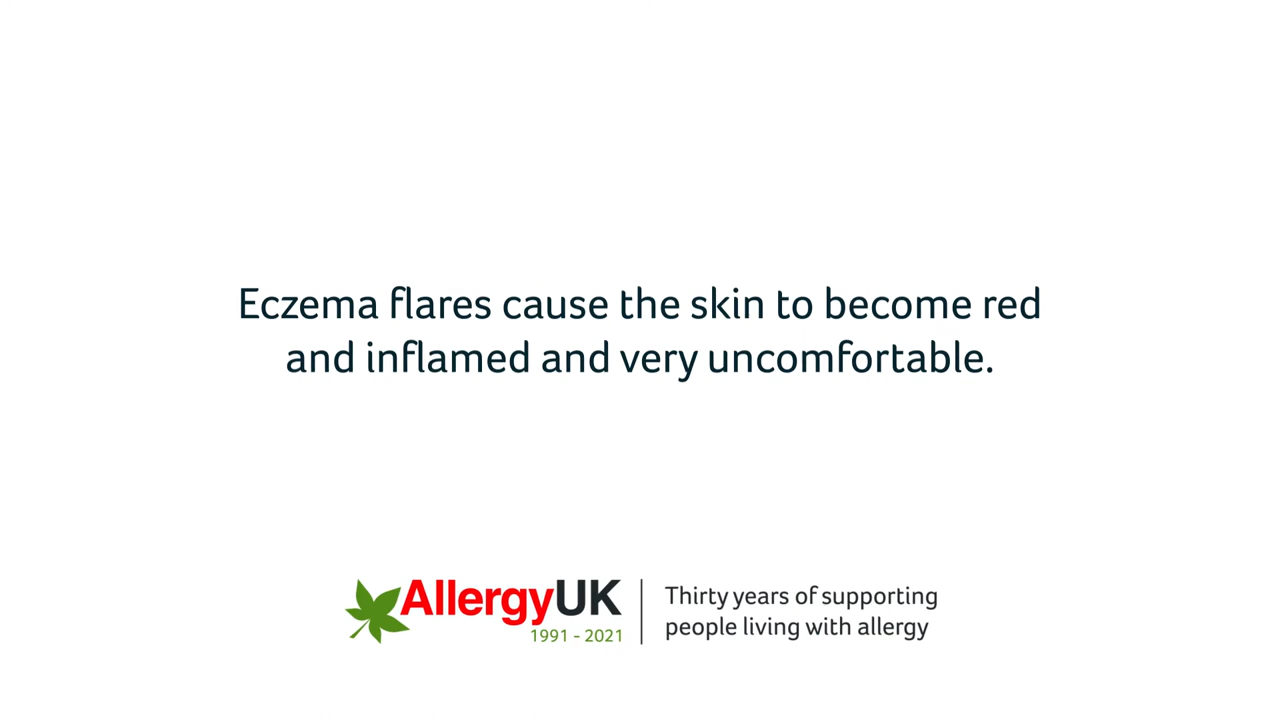 Eczema flares cause the skin to become red
and inflamed and very uncomfortable.
AllergyUK
1991 - 2021
Thirty years of supporting
people living with allergy